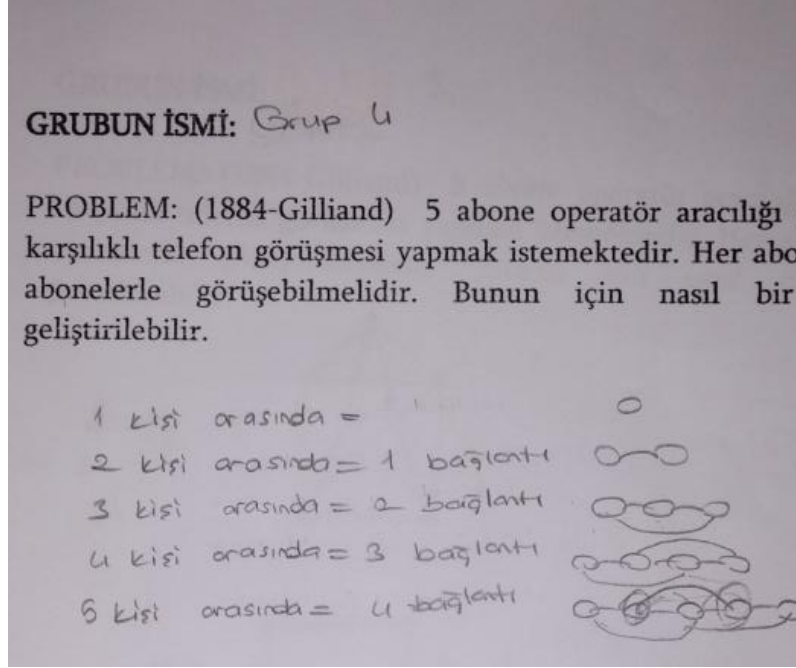 GRUBUN İSMİ: Grup 4
PROBLEM: (1884-Gilliand) 5 abone operatör aracılığı
karşılıklı telefon görüşmesi yapmak istemektedir. Her abo
abonelerle görüşebilmelidir. Bunun için nasıl bir
geliştirilebilir.
1 kişi arasında =
2 kişi arasında = 1 bağlantı
3 kişi arasında = 2 bağlantı
4 kişi arasında = 3 bağlantı
5 kişi arasında = 4 bağlantı